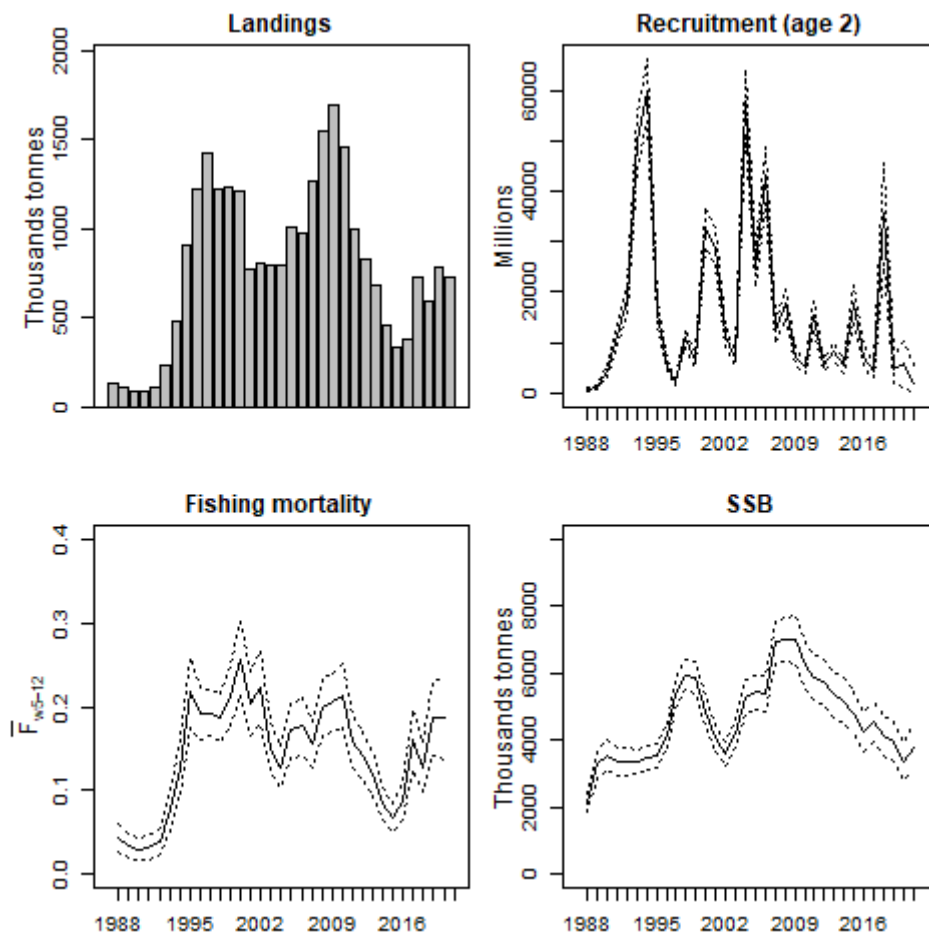 Landings
Thousands tonnes
0 500 1000 1500 2000
Recruitment (age 2)
Millions
0 20000 40000 60000
1988 1995 2002 2009 2016
Fishing mortality
F̅w5–12
0.0 0.1 0.2 0.3 0.4
1988 1995 2002 2009 2016
SSB
Thousands tonnes
0 2000 4000 6000 8000
1988 1995 2002 2009 2016